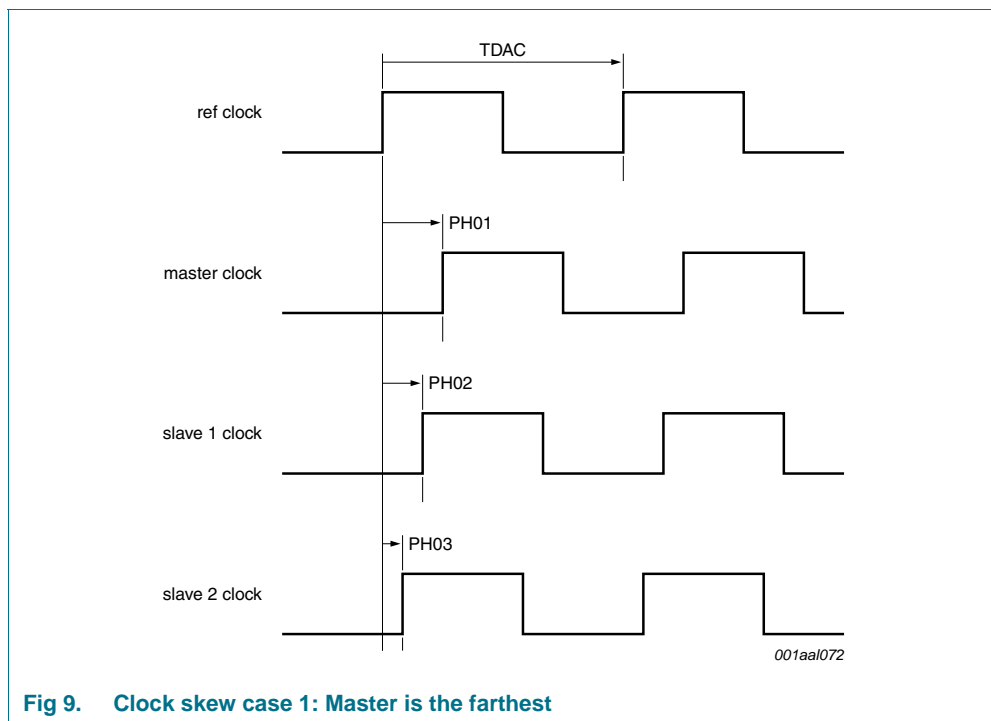 TDAC
ref clock
PH01
master clock
PH02
slave 1 clock
PH03
slave 2 clock
001aal072
Fig 9. Clock skew case 1: Master is the farthest